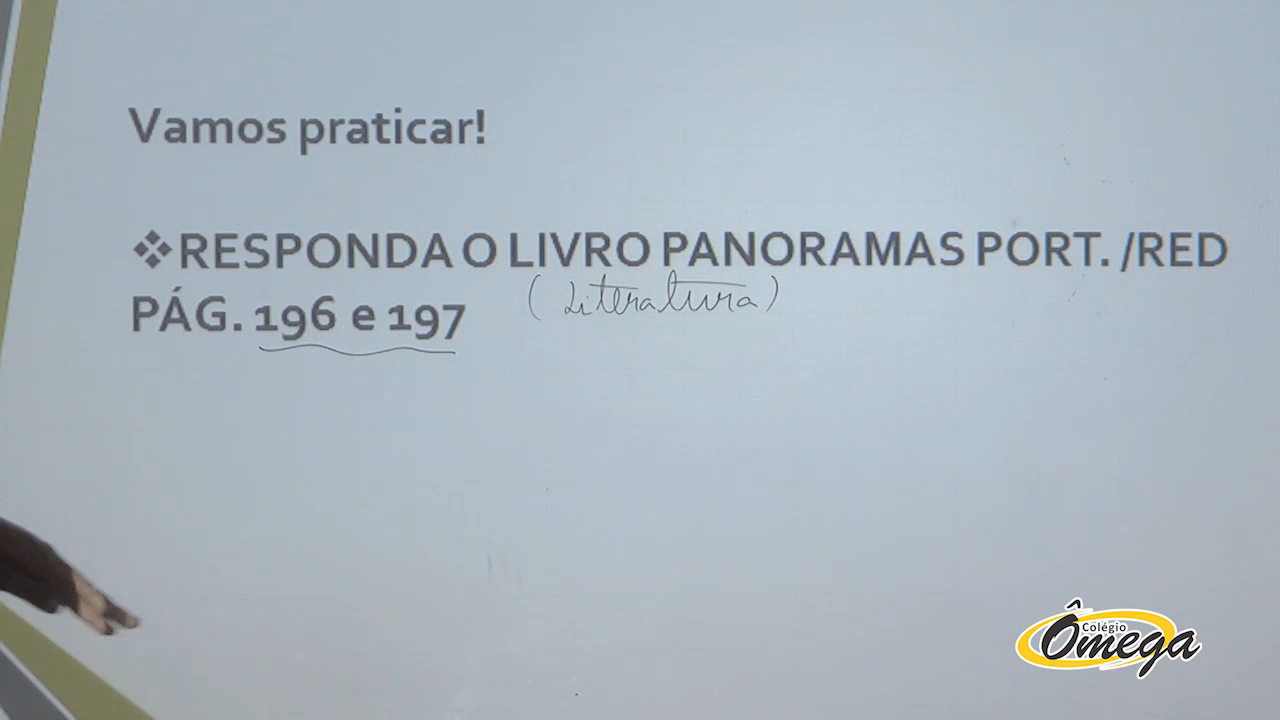 Vamos praticar!
❖RESPONDA O LIVRO PANORAMAS PORT. /RED
PÁG. 196 e 197
(Literatura)
Colégio
Ômega